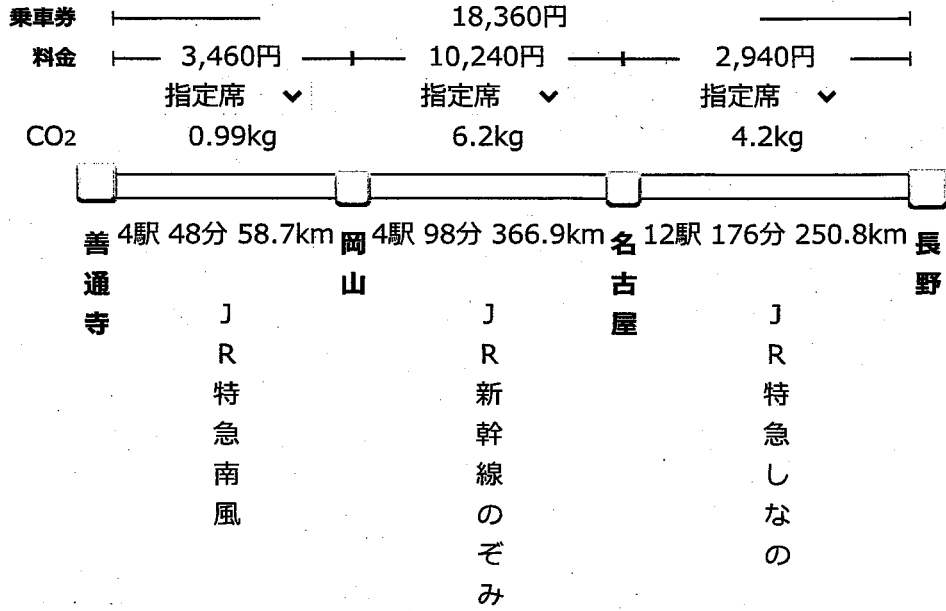 乗車券 18,360円
料金 3,460円 10,240円 2,940円
指定席 指定席 指定席
CO2 0.99kg 6.2kg 4.2kg
善通寺 4駅 48分 58.7km 岡山 4駅 98分 366.9km 名古屋 12駅 176分 250.8km 長野
JR特急南風
JR新幹線のぞみ
JR特急しなの